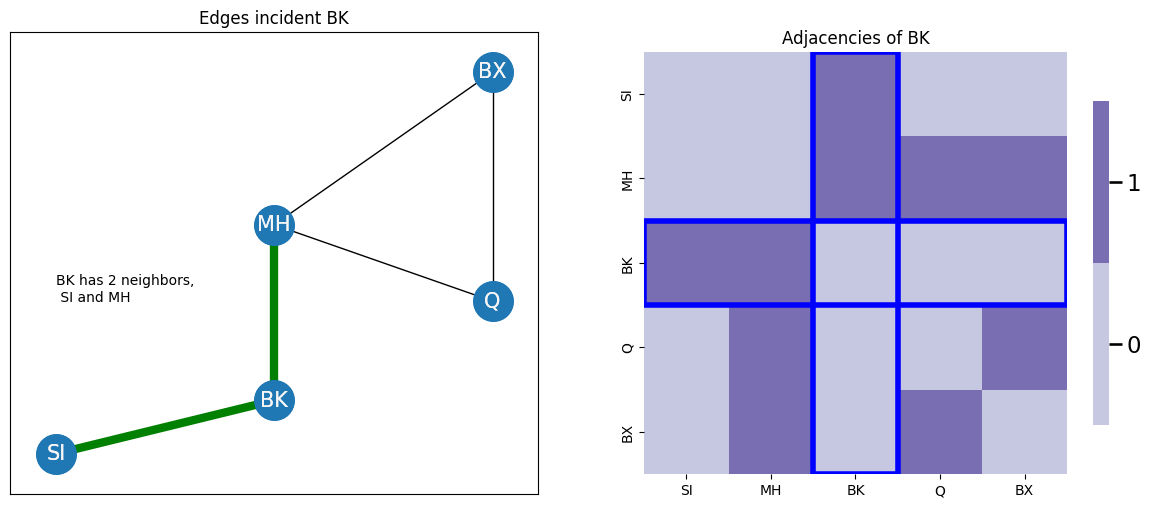 Edges incident BK
BX
MH
Q
BK
SI
BK has 2 neighbors,
SI and MH
Adjacencies of BK
SI
MH
BK
Q
BX
SI MH BK Q BX
1
0